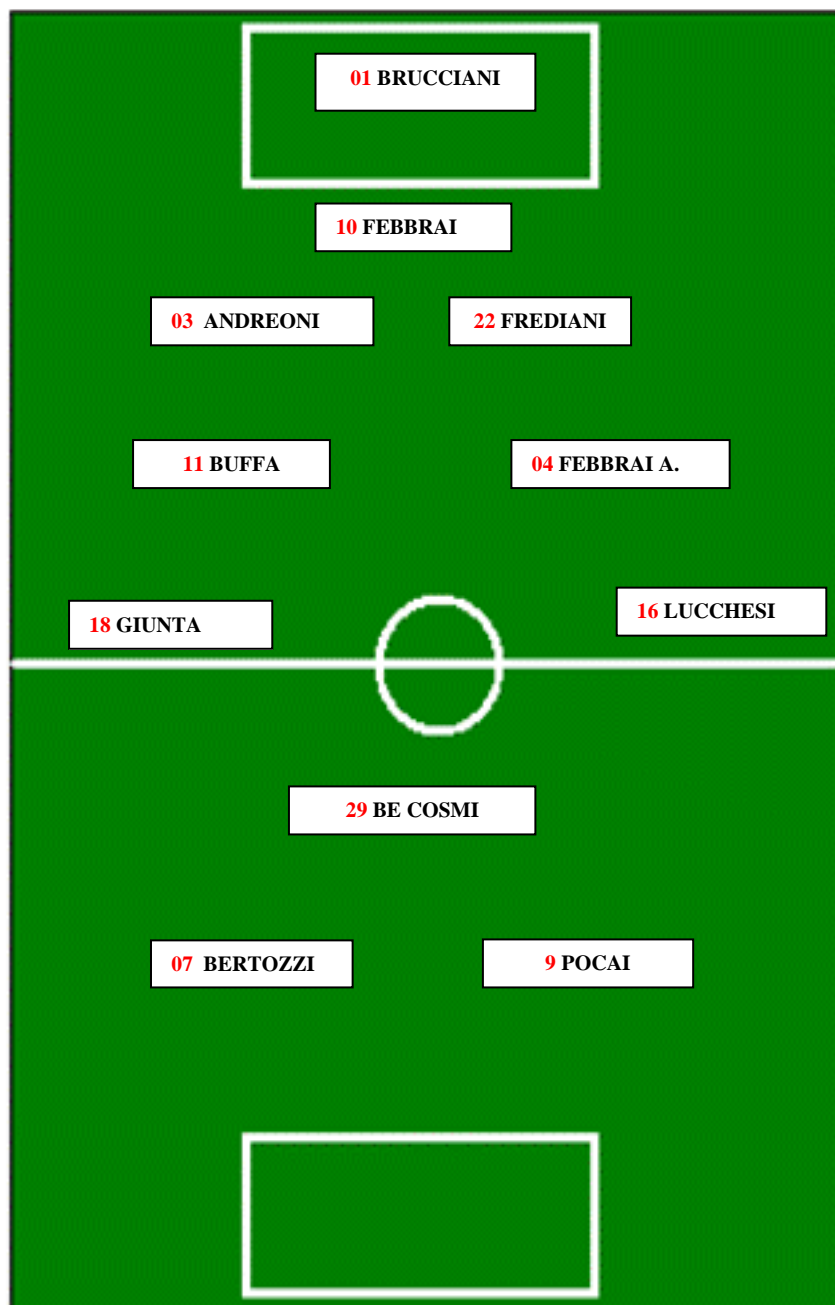 01 BRUCCIANI
10 FEBBRAI
03 ANDREONI
22 FREDIANI
11 BUFFA
04 FEBBRAI A.
18 GIUNTA
16 LUCCHESI
29 BE COSMI
07 BERTOZZI
9 POCAI